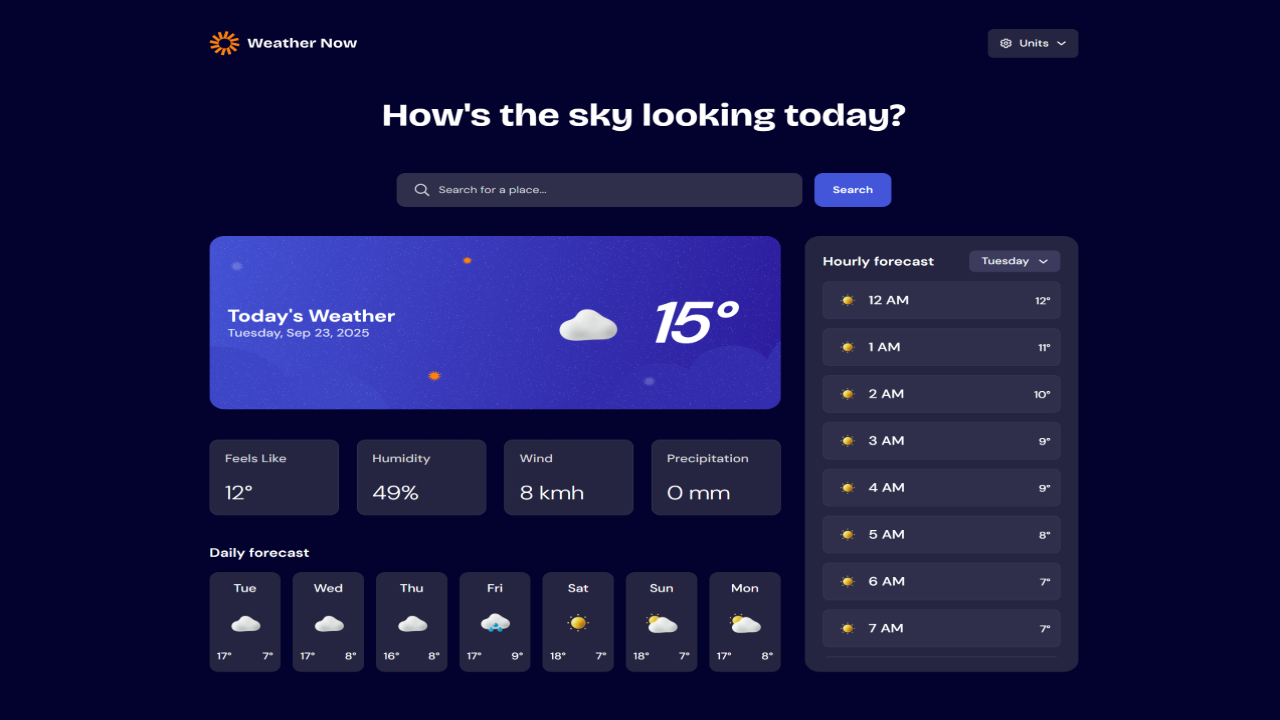 Weather Now
Units
How's the sky looking today?
Search for a place...
Search
Today's Weather
Tuesday, Sep 23, 2025
15°
Feels Like
12°
Humidity
49%
Wind
8 kmh
Precipitation
0 mm
Daily forecast
Tue
17° 7°
Wed
17° 8°
Thu
16° 8°
Fri
17° 9°
Sat
18° 7°
Sun
18° 7°
Mon
17° 8°
Hourly forecast
Tuesday
12 AM 12°
1 AM 11°
2 AM 10°
3 AM 9°
4 AM 9°
5 AM 8°
6 AM 7°
7 AM 7°